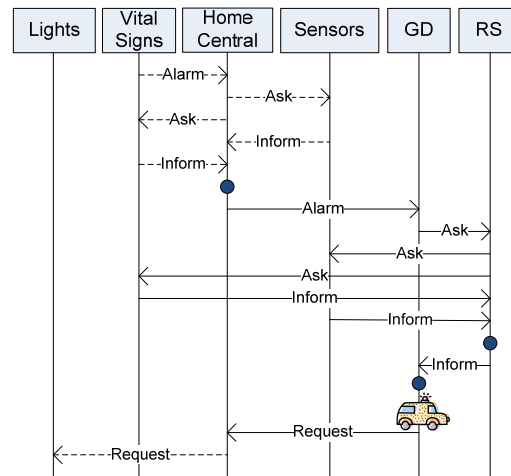 Lights
Vital
Signs
Home
Central
Sensors
GD
RS
Alarm
Ask
Ask
Inform
Inform
Alarm
Ask
Ask
Ask
Inform
Inform
Inform
Request
Request